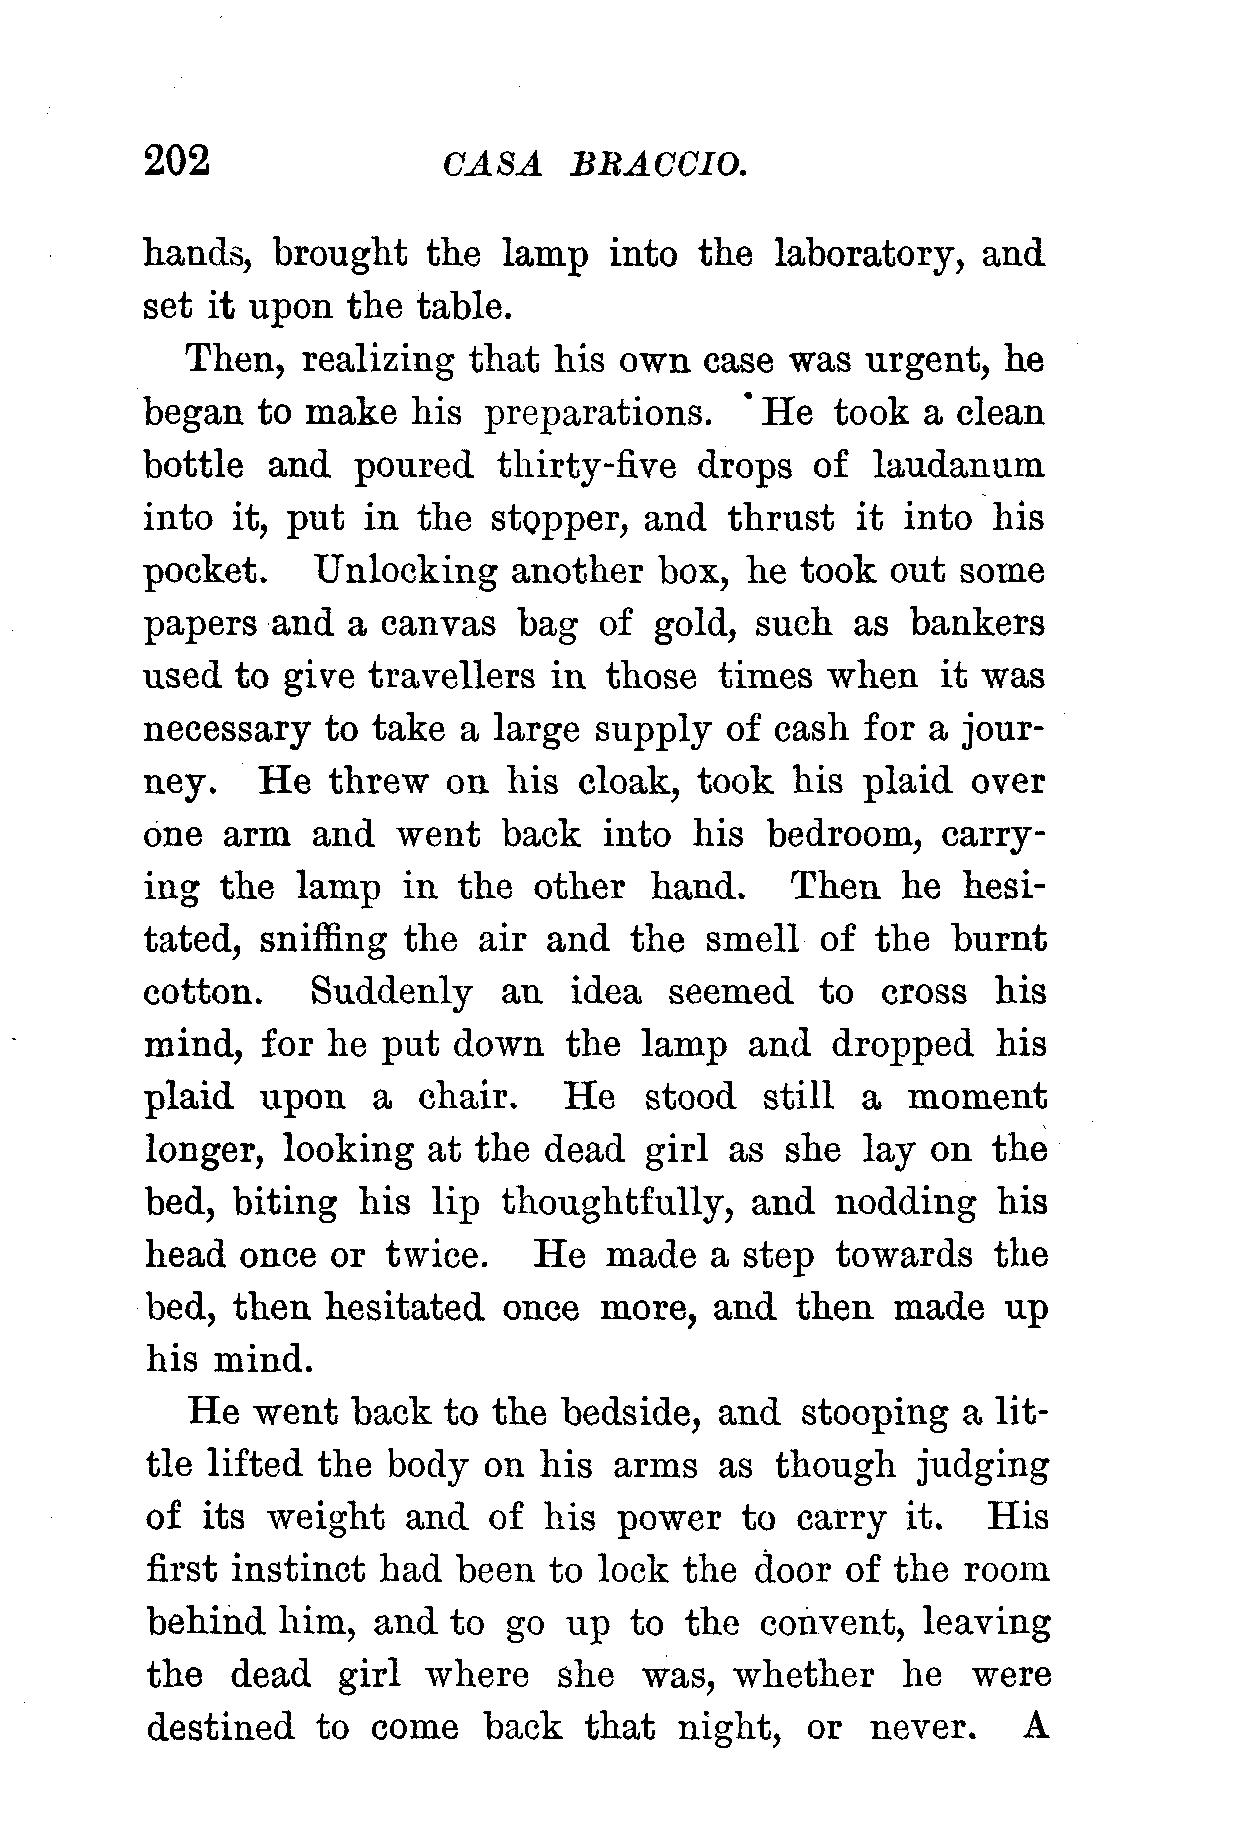 202 CASA BRACCIO.
hands, brought the lamp into the laboratory, and
set it upon the table.
Then, realizing that his own case was urgent, he
began to make his preparations. He took a clean
bottle and poured thirty-five drops of laudanum
into it, put in the stopper, and thrust it into his
pocket. Unlocking another box, he took out some
papers and a canvas bag of gold, such as bankers
used to give travellers in those times when it was
necessary to take a large supply of cash for a jour-
ney. He threw on his cloak, took his plaid over
one arm and went back into his bedroom, carry-
ing the lamp in the other hand. Then he hesi-
tated, sniffing the air and the smell of the burnt
cotton. Suddenly an idea seemed to cross his
mind, for he put down the lamp and dropped his
plaid upon a chair. He stood still a moment
longer, looking at the dead girl as she lay on the
bed, biting his lip thoughtfully, and nodding his
head once or twice. He made a step towards the
bed, then hesitated once more, and then made up
his mind.
He went back to the bedside, and stooping a lit-
tle lifted the body on his arms as though judging
of its weight and of his power to carry it. His
first instinct had been to lock the door of the room
behind him, and to go up to the convent, leaving
the dead girl where she was, whether he were
destined to come back that night, or never. A